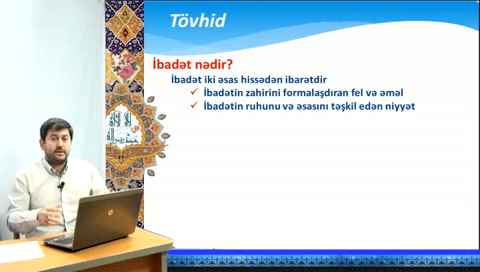 Tövhid
İbadət nədir?
İbadət iki əsas hissədən ibarətdir
İbadətin zahirini formalaşdıran fel və əməl
İbadətin ruhunu və əsasını təşkil edən niyyət